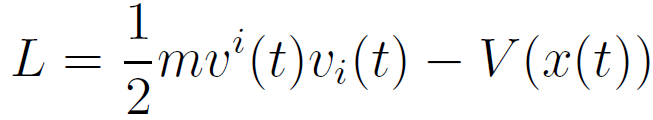 L = \frac{1}{2} m v^i(t) v_i(t) - V(x(t))